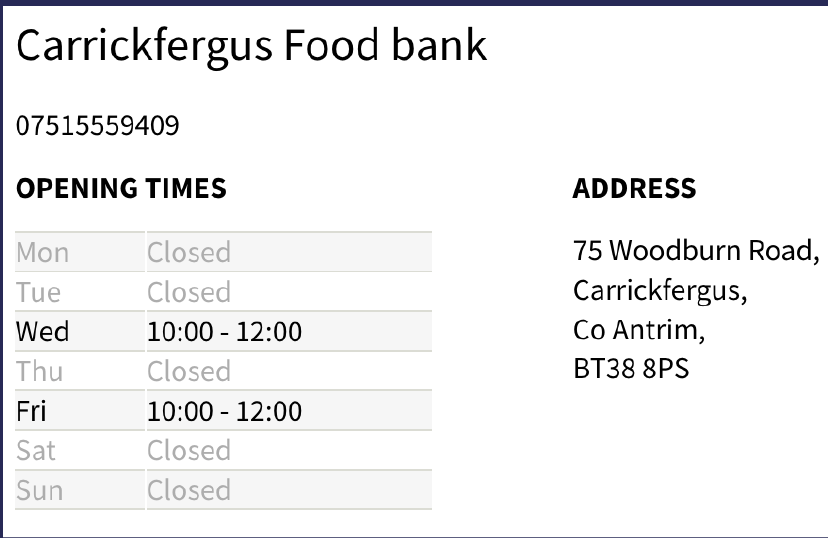 Carrickfergus Food bank
07515559409
OPENING TIMES
Mon Closed
Tue Closed
Wed 10:00 - 12:00
Thu Closed
Fri 10:00 - 12:00
Sat Closed
Sun Closed
ADDRESS
75 Woodburn Road,
Carrickfergus,
Co Antrim,
BT38 8PS